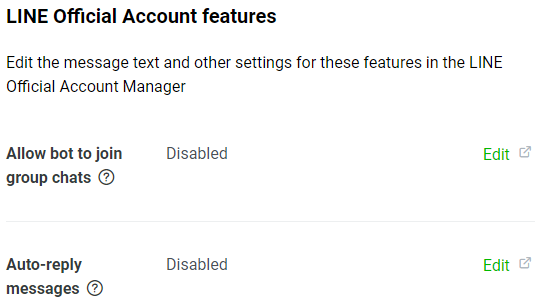 LINE Official Account features
Edit the message text and other settings for these features in the LINE
Official Account Manager
Allow bot to join
group chats ?
Disabled
Edit
Auto-reply
messages ?
Disabled
Edit